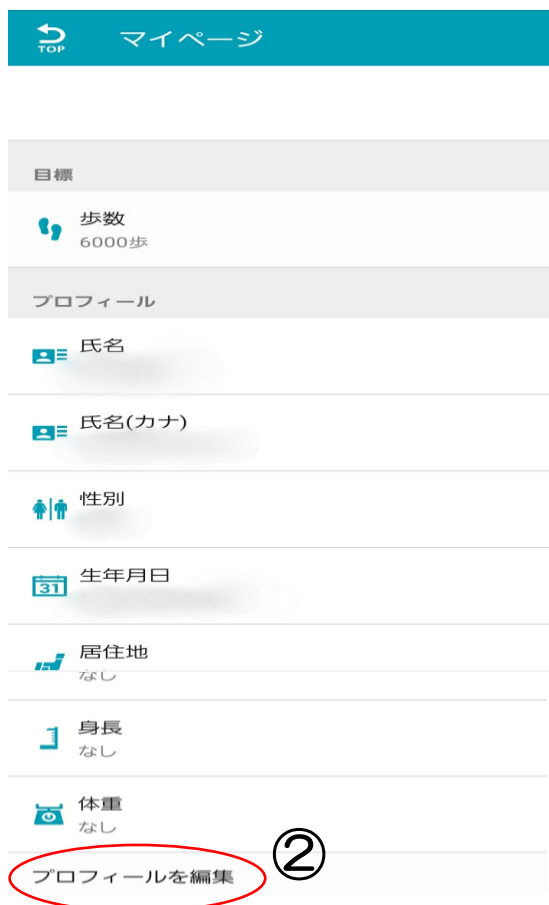 TOP
マイページ
目標
歩数
6000歩
プロフィール
氏名
氏名(カナ)
性別
31
生年月日
居住地
なし
身長
なし
体重
なし
プロフィールを編集
②